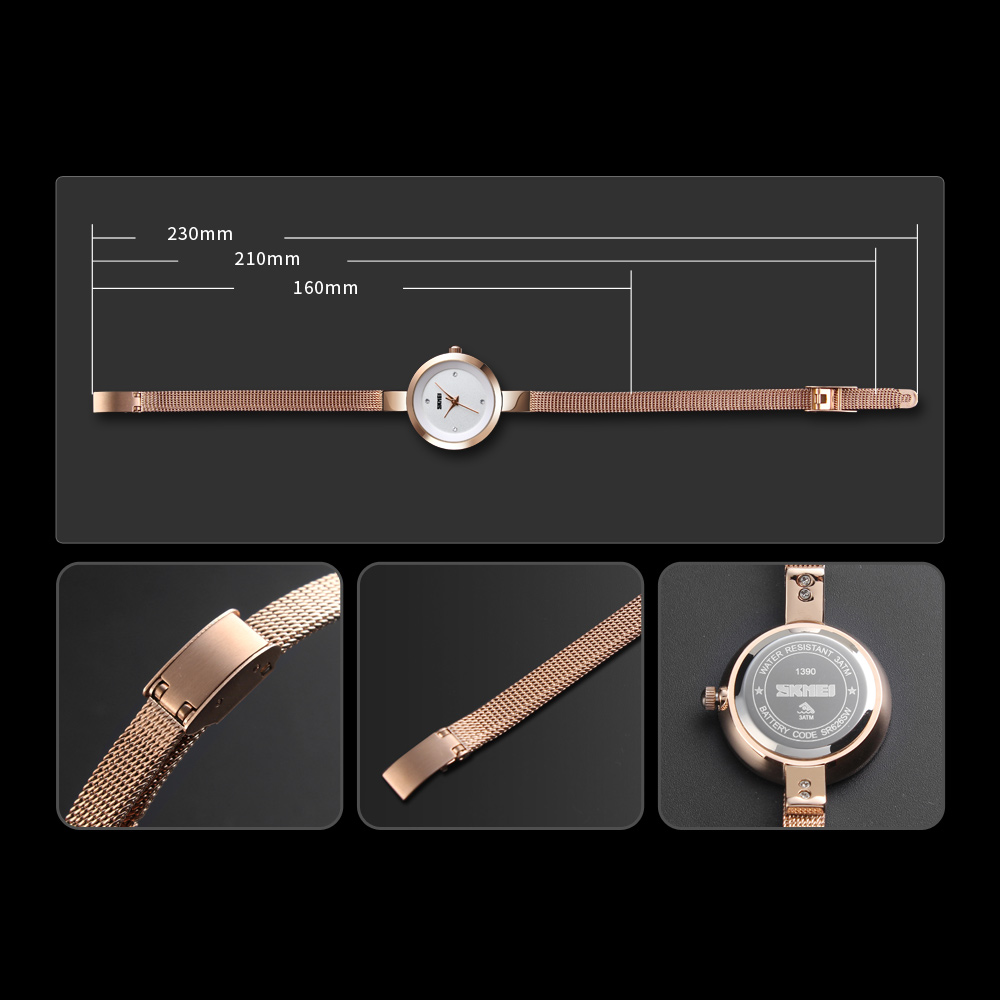 230mm
210mm
160mm
SKMEI
WATER RESISTANT 3ATM
1390
SKMEI
3ATM
BATTERY CODE SR626SW